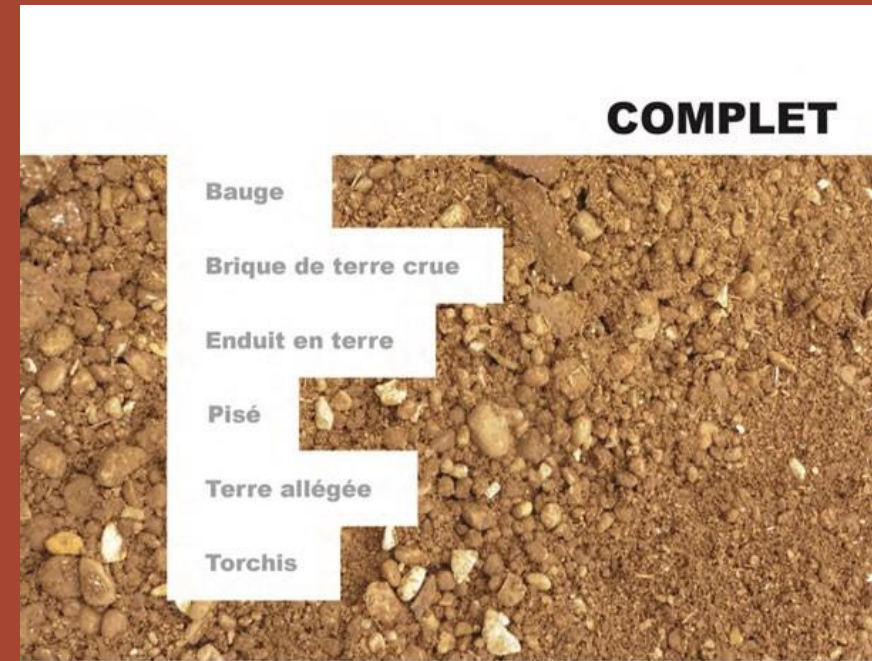 COMPLET
Bauge
Brique de terre crue
Enduit en terre
Pisé
Terre allégée
Torchis